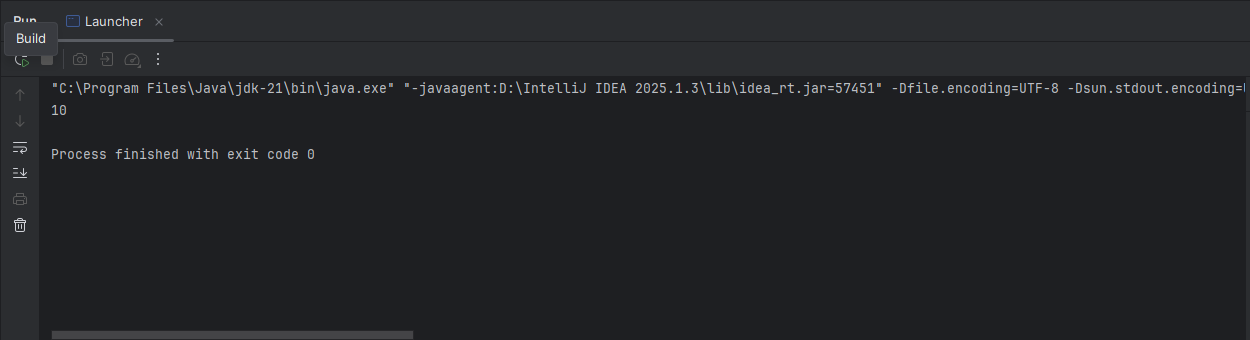 Run
Launcher
Build
"C:\Program Files\Java\jdk-21\bin\java.exe" "-javaagent:D:\IntelliJ IDEA 2025.1.3\lib\idea_rt.jar=57451" -Dfile.encoding=UTF-8 -Dsun.stdout.encoding=
10
Process finished with exit code 0